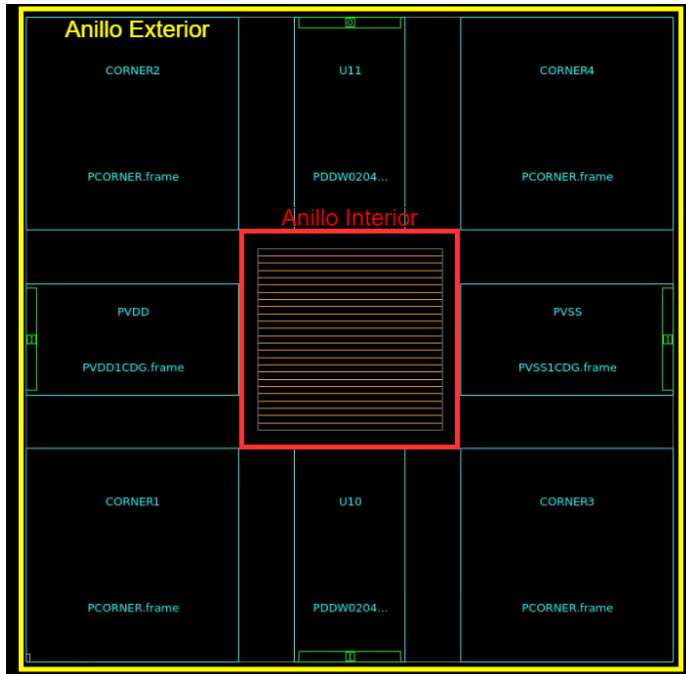 Anillo Exterior
O
CORNER2
U11
CORNER4
PCORNER.frame
PDDW0204...
PCORNER.frame
Anillo Interior
PVDD
PVSS
PVDD1CDG.frame
PVSS1CDG.frame
CORNER1
U10
CORNER3
PCORNER.frame
PDDW0204...
PCORNER.frame
I